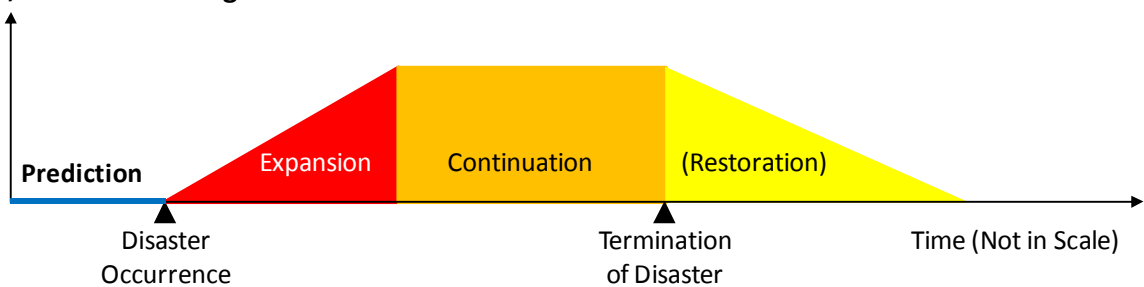 Prediction
Expansion
Continuation
(Restoration)
Disaster
Occurrence
Termination
of Disaster
Time (Not in Scale)